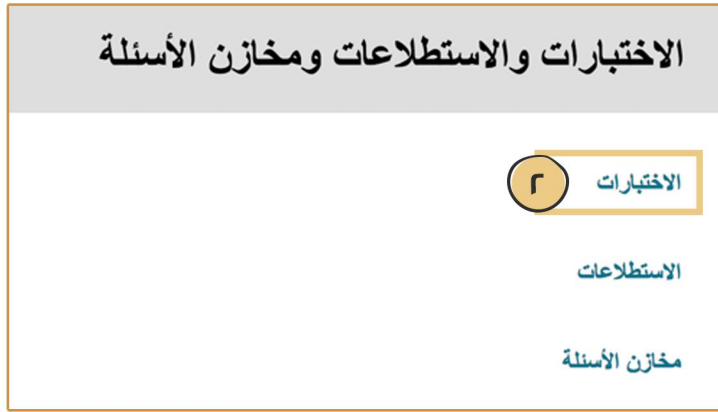 الاختبارات والاستطلاعات ومخازن الأسئلة
الاختبارات ٢
الاستطلاعات
مخازن الأسئلة